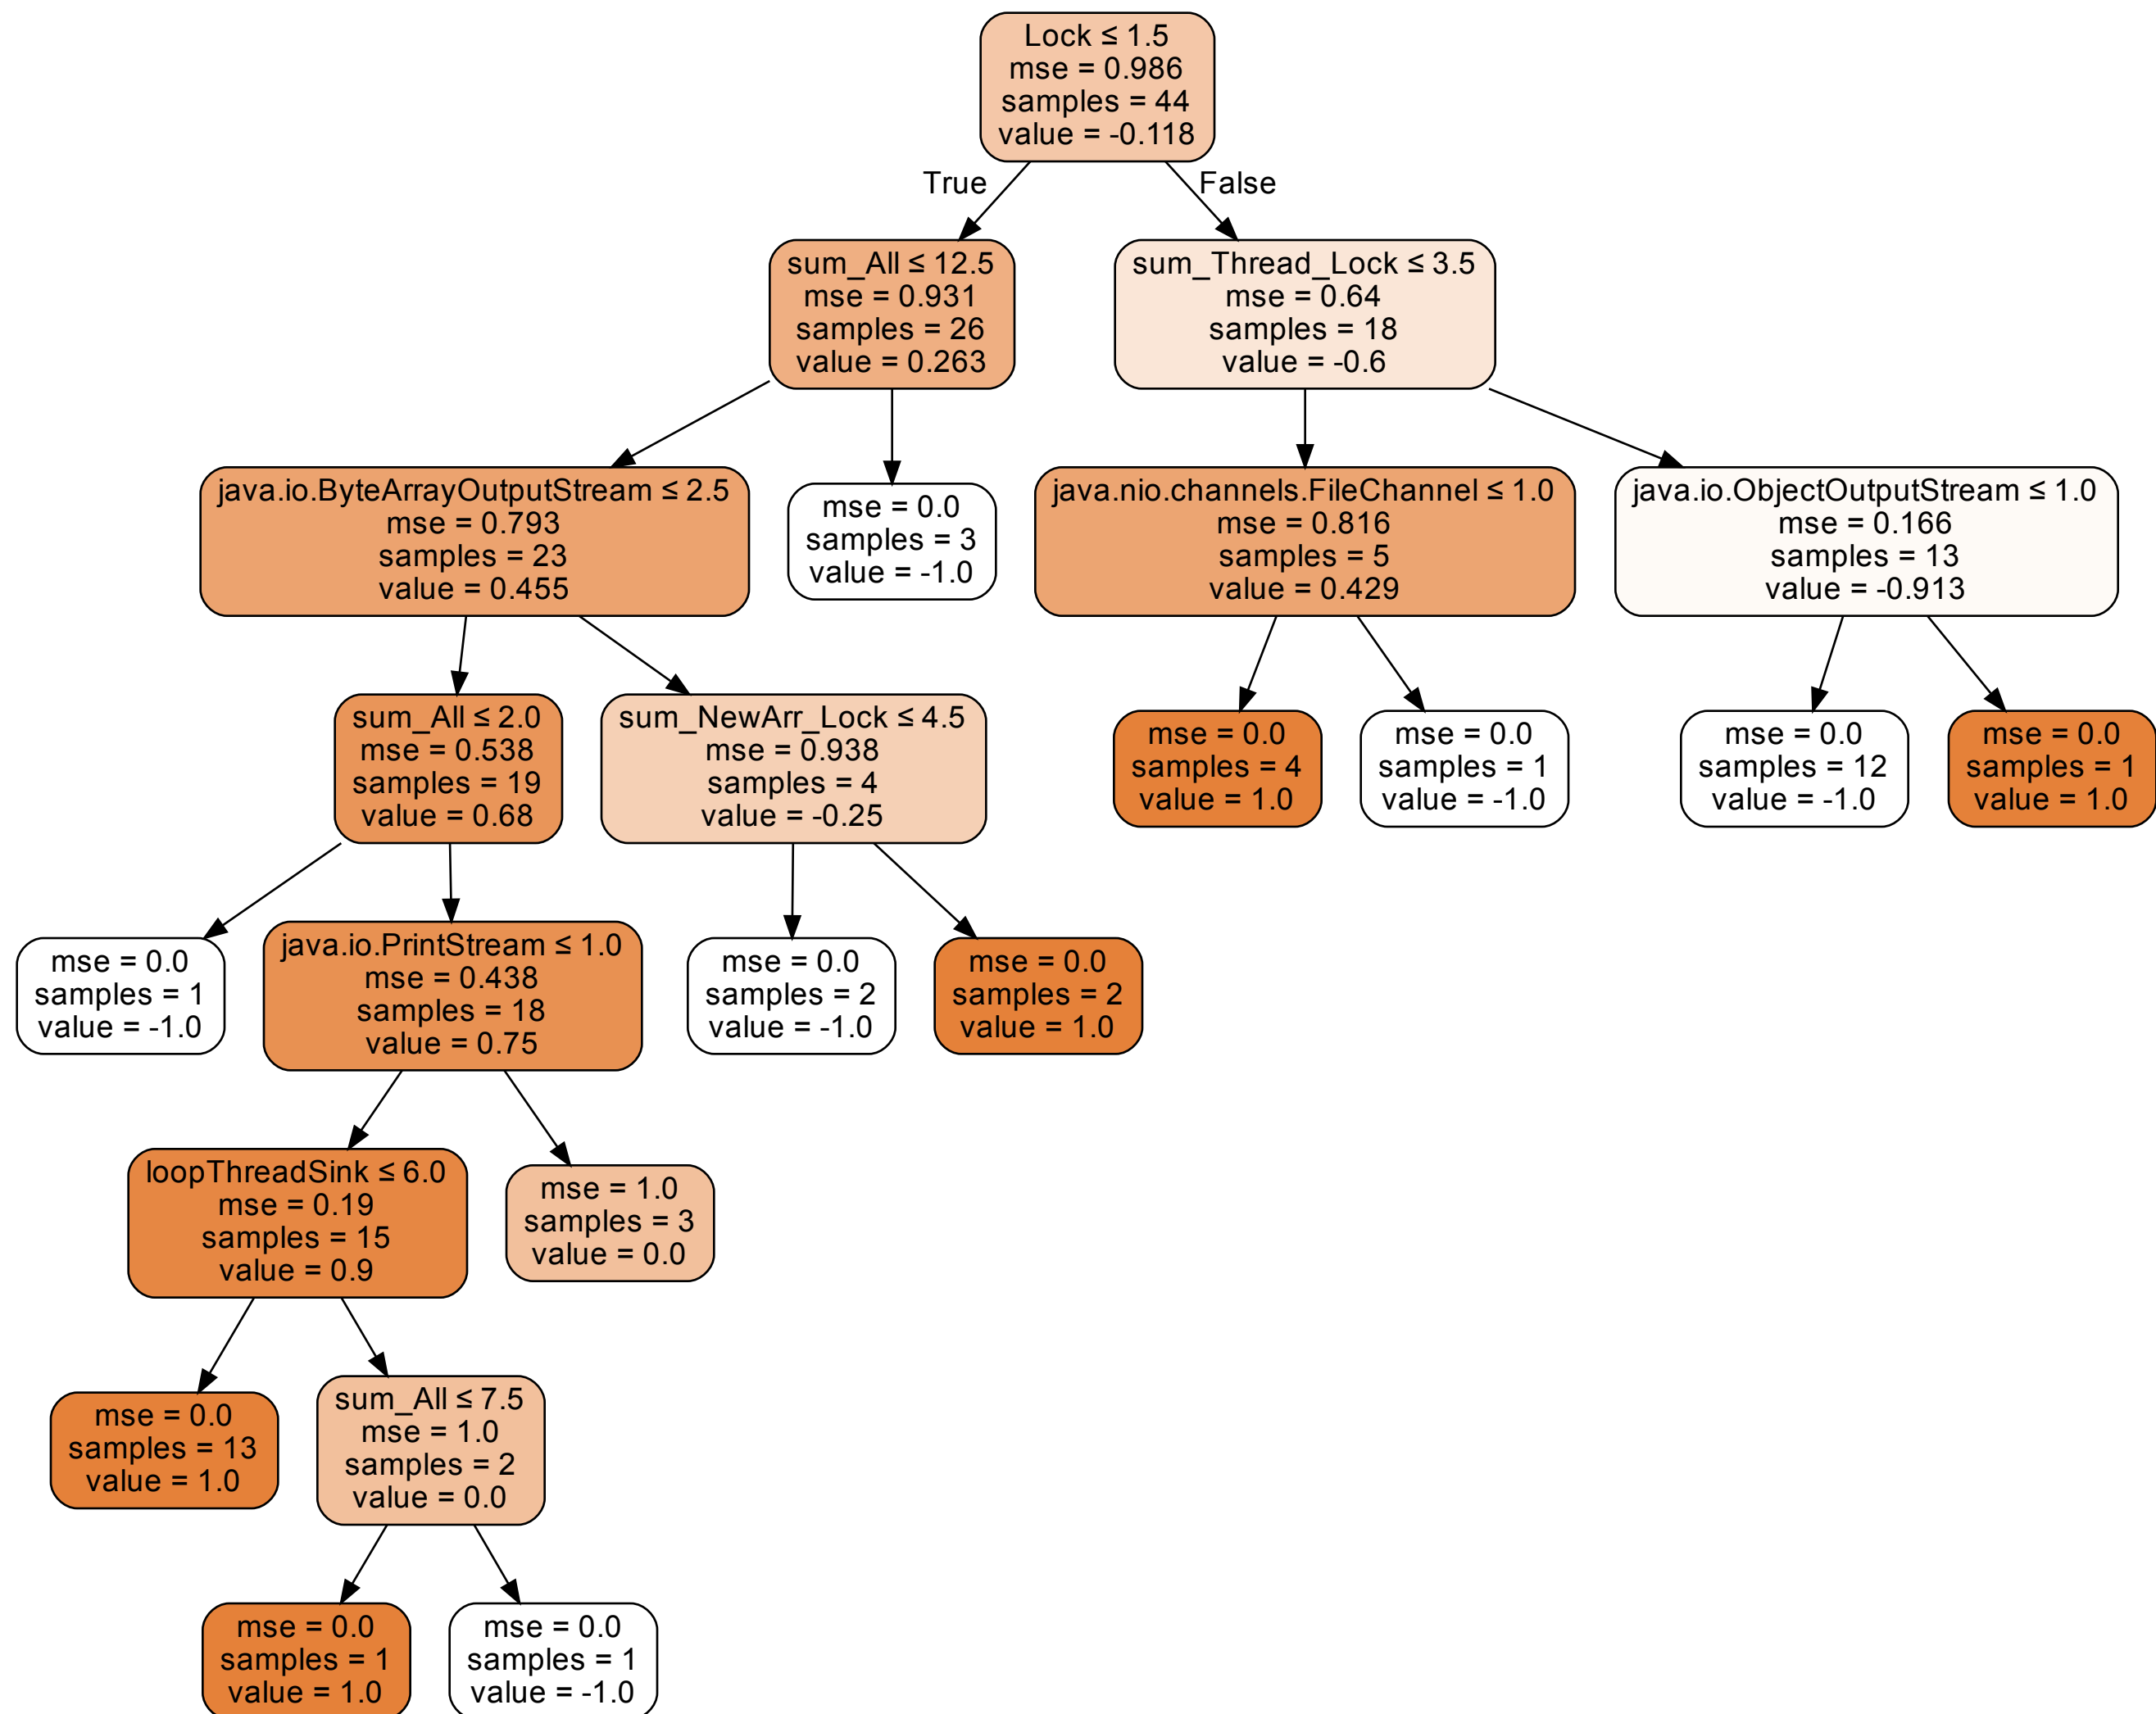 Lock ≤ 1.5
mse = 0.986
samples = 44
value = -0.118
True
False
sum_All ≤ 12.5
mse = 0.931
samples = 26
value = 0.263
sum_Thread_Lock ≤ 3.5
mse = 0.64
samples = 18
value = -0.6
java.io.ByteArrayOutputStream ≤ 2.5
mse = 0.793
samples = 23
value = 0.455
mse = 0.0
samples = 3
value = -1.0
java.nio.channels.FileChannel ≤ 1.0
mse = 0.816
samples = 5
value = 0.429
java.io.ObjectOutputStream ≤ 1.0
mse = 0.166
samples = 13
value = -0.913
sum_All ≤ 2.0
mse = 0.538
samples = 19
value = 0.68
sum_NewArr_Lock ≤ 4.5
mse = 0.938
samples = 4
value = -0.25
mse = 0.0
samples = 4
value = 1.0
mse = 0.0
samples = 1
value = -1.0
mse = 0.0
samples = 12
value = -1.0
mse = 0.0
samples = 1
value = 1.0
mse = 0.0
samples = 1
value = -1.0
java.io.PrintStream ≤ 1.0
mse = 0.438
samples = 18
value = 0.75
mse = 0.0
samples = 2
value = -1.0
mse = 0.0
samples = 2
value = 1.0
loopThreadSink ≤ 6.0
mse = 0.19
samples = 15
value = 0.9
mse = 1.0
samples = 3
value = 0.0
mse = 0.0
samples = 13
value = 1.0
sum_All ≤ 7.5
mse = 1.0
samples = 2
value = 0.0
mse = 0.0
samples = 1
value = 1.0
mse = 0.0
samples = 1
value = -1.0